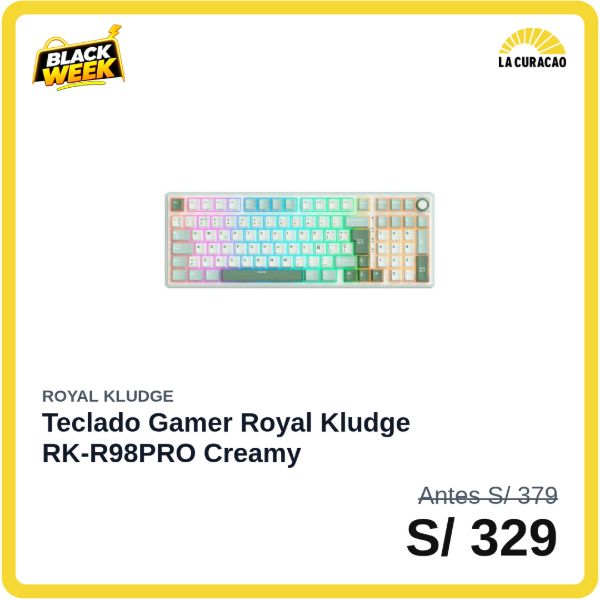 BLACK
WEEK
LA CURACAO
ROYAL KLUDGE
Teclado Gamer Royal Kludge
RK-R98PRO Creamy
Antes S/ 379
S/ 329